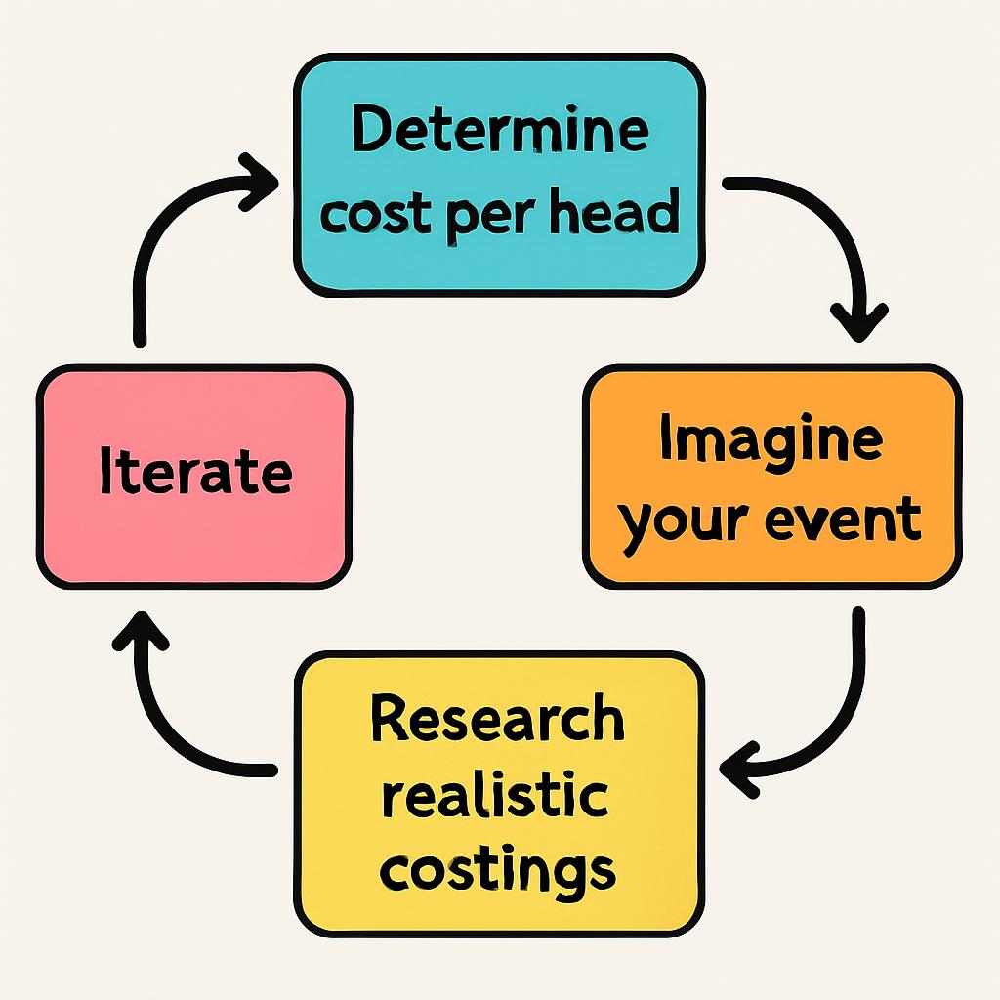 Determine
cost per head
Imagine
your event
Research
realistic
costings
Iterate